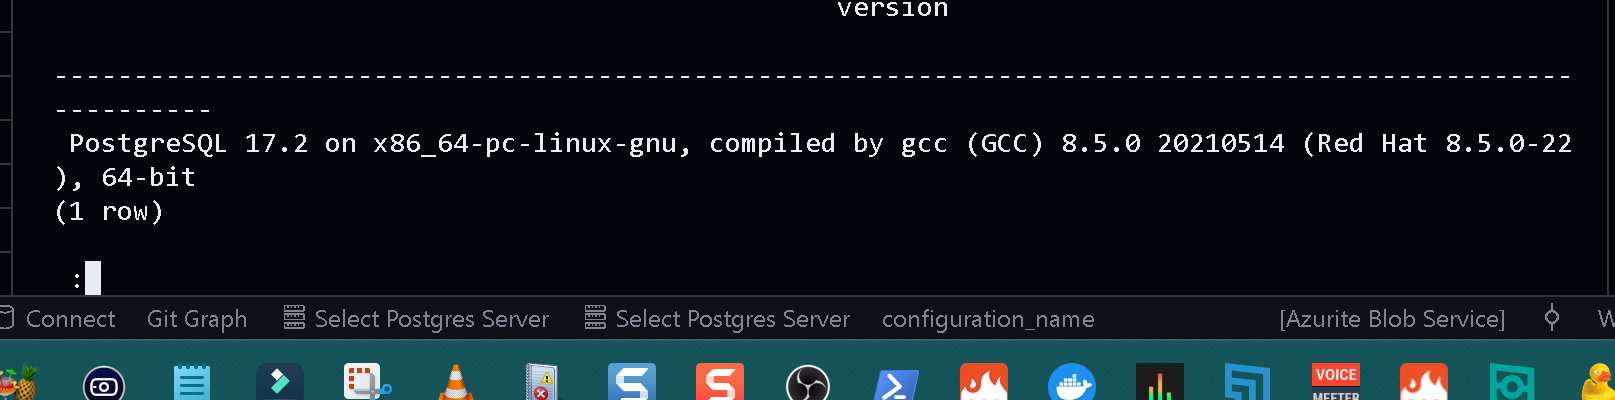 version
-----------------------------------------------------------------------------------------------
----------
PostgreSQL 17.2 on x86_64-pc-linux-gnu, compiled by gcc (GCC) 8.5.0 20210514 (Red Hat 8.5.0-22
), 64-bit
(1 row)
:
Connect Git Graph Select Postgres Server Select Postgres Server configuration_name [Azurite Blob Service]
VOICE
MEETER